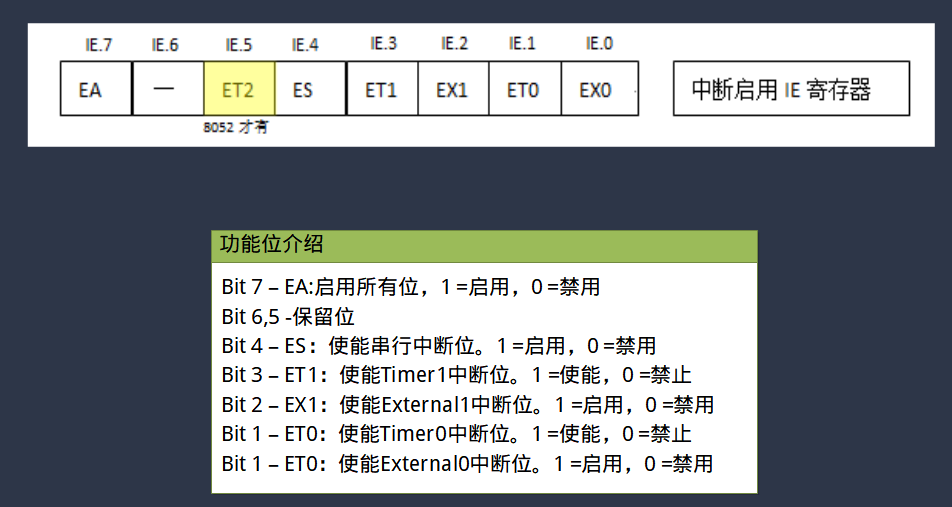 IE.7 IE.6 IE.5 IE.4 IE.3 IE.2 IE.1 IE.0
EA — ET2 ES ET1 EX1 ET0 EX0 中断启用 IE 寄存器
8052 才有
功能位介绍
Bit 7 – EA:启用所有位，1 =启用，0 =禁用
Bit 6,5 -保留位
Bit 4 – ES：使能串行中断位。1 =启用，0 =禁用
Bit 3 – ET1：使能Timer1中断位。1 =使能，0 =禁止
Bit 2 – EX1：使能External1中断位。1 =启用，0 =禁用
Bit 1 – ET0：使能Timer0中断位。1 =使能，0 =禁止
Bit 1 – ET0：使能External0中断位。1 =启用，0 =禁用